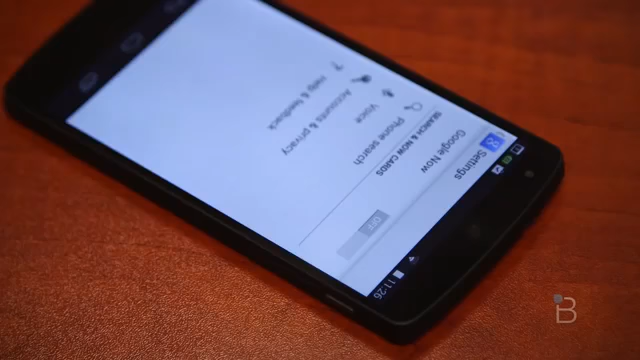 11:26
Settings
Google Now
OFF
SEARCH & NOW CARDS
Phone search
Voice
Accounts & privacy
? Help & feedback
B